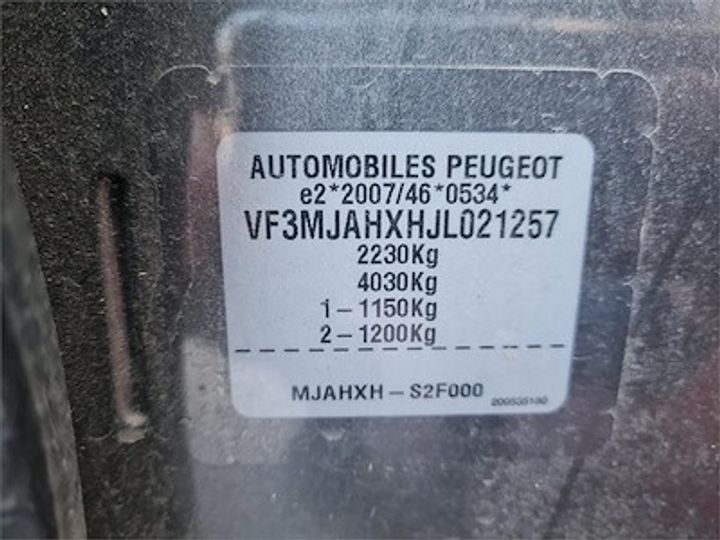 AUTOMOBILES PEUGEOT
e2*2007/46*0534*
VF3MJAHXHJL021257
2230Kg
4030Kg
1-1150Kg
2-1200Kg
MJAHXH-S2F000